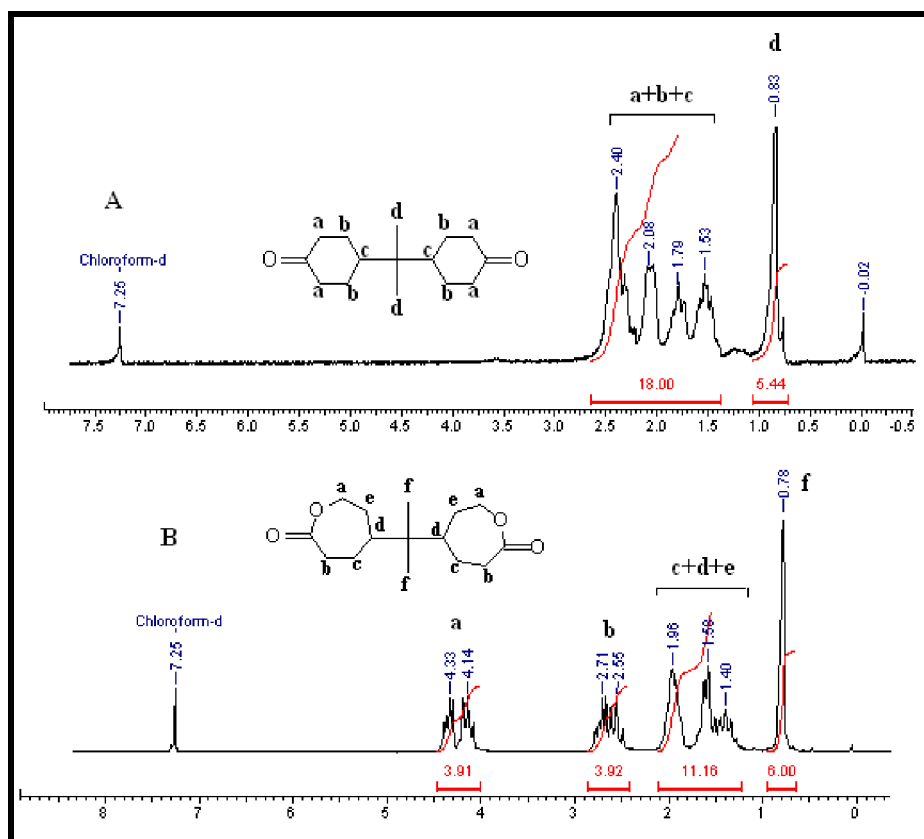 d
0.83
a+b+c
2.40
2.08
1.79
1.53
A
Chloroform-d
7.25
-0.02
a b d b a
O c c O
a b d b a
18.00 5.44
7.5 7.0 6.5 6.0 5.5 5.0 4.5 4.0 3.5 3.0 2.5 2.0 1.5 1.0 0.5 0.0 -0.5
f
0.78
B
a e f e a
O d d O
O b c f c b O
c+d+e
Chloroform-d
7.25
a
4.33
4.14
b
2.71
2.55
1.96
1.40
3.91 3.92 11.16 6.00
8 7 6 5 4 3 2 1 0